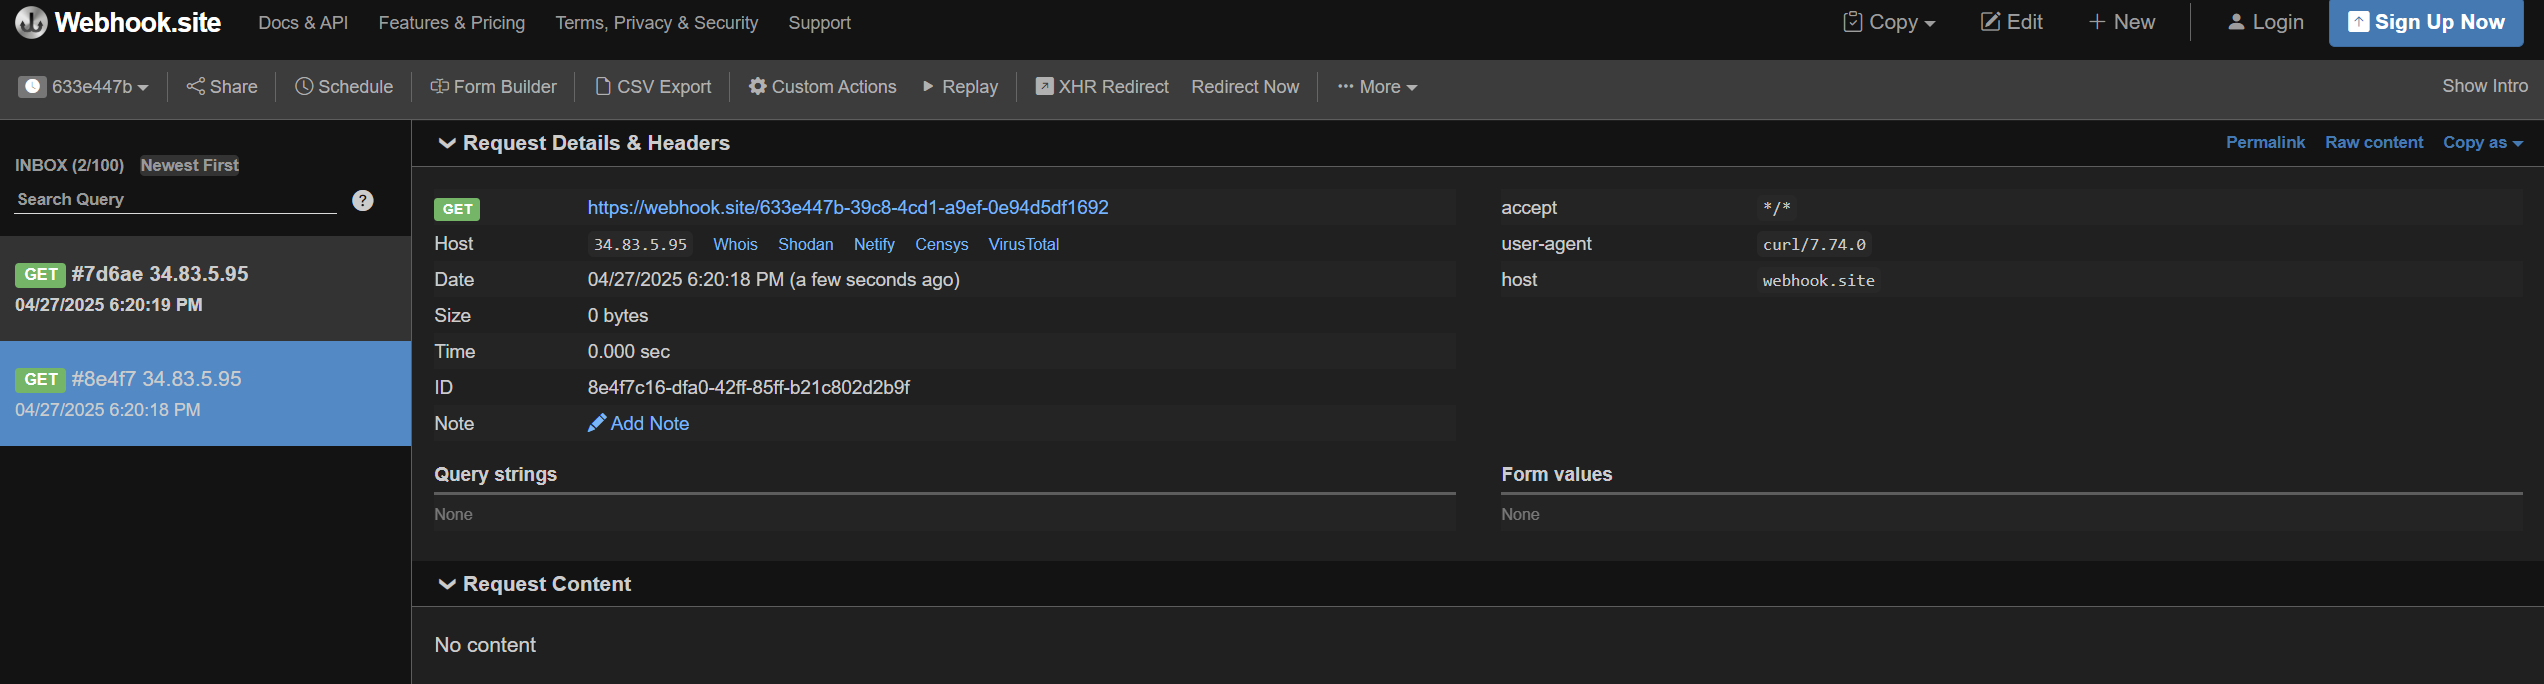 Webhook.site Docs & API Features & Pricing Terms, Privacy & Security Support Copy Edit New Login Sign Up Now
633e447b Share Schedule Form Builder CSV Export Custom Actions Replay XHR Redirect Redirect Now More Show Intro
INBOX (2/100) Newest First
Search Query ?
GET #7d6ae 34.83.5.95
04/27/2025 6:20:19 PM
GET #8e4f7 34.83.5.95
04/27/2025 6:20:18 PM
Request Details & Headers Permalink Raw content Copy as
GET https://webhook.site/633e447b-39c8-4cd1-a9ef-0e94d5df1692
Host 34.83.5.95 Whois Shodan Netify Censys VirusTotal
Date 04/27/2025 6:20:18 PM (a few seconds ago)
Size 0 bytes
Time 0.000 sec
ID 8e4f7c16-dfa0-42ff-85ff-b21c802d2b9f
Note Add Note
accept */*
user-agent curl/7.74.0
host webhook.site
Query strings
None
Form values
None
Request Content
No content